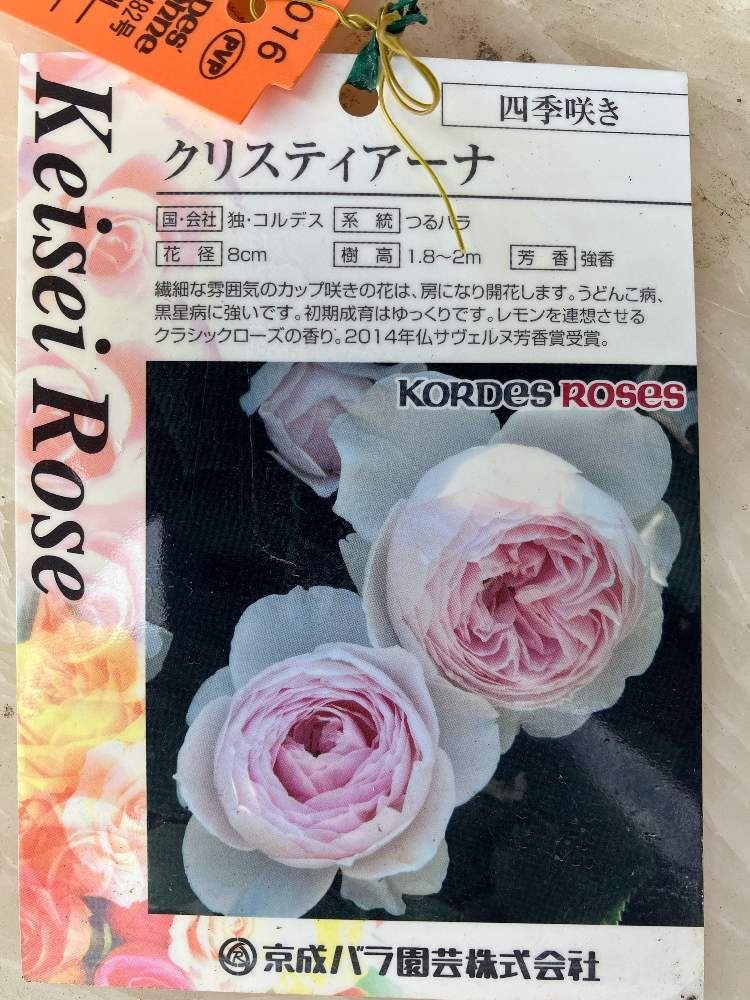 016
PVP
182号
Keisei Rose
四季咲き
クリスティアーナ
国・会社 独・コルデス 系統 つるバラ
花径 8cm 樹高 1.8〜2m 芳香 強香
繊細な雰囲気のカップ咲きの花は、房になり開花します。うどんこ病、
黒星病に強いです。初期成育はゆっくりです。レモンを連想させる
クラシックローズの香り。2014年仏サヴェルヌ芳香賞受賞。
KORDES ROSES
京成バラ園芸株式会社